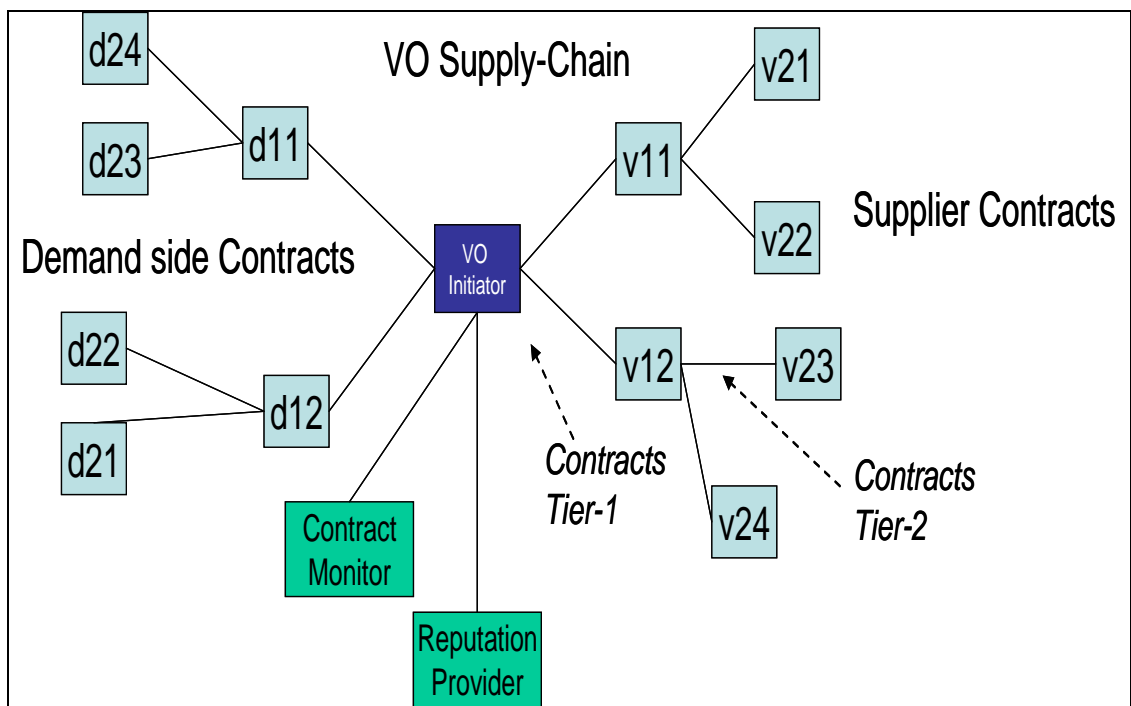 VO Supply-Chain
d24
d23
d11
Demand side Contracts
d22
d21
d12
VO
Initiator
v11
v21
v22
Supplier Contracts
v12
v23
v24
Contracts
Tier-1
Contracts
Tier-2
Contract
Monitor
Reputation
Provider